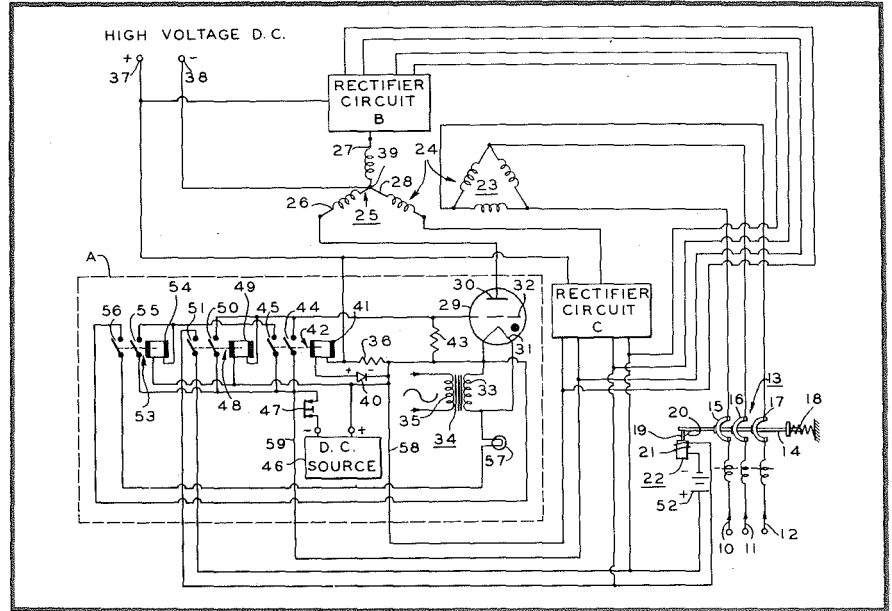 HIGH VOLTAGE D.C.
+ -
37 38
RECTIFIER
CIRCUIT
B
27
39
24
28
23
26
25
A
30
29
32
RECTIFIER
CIRCUIT
C
56 55 54 51 50 49 45 44 42 41
43
36
31
53
48
40
+ -
47
35
33
34
- +
D.C.
SOURCE
46
59
58
57
13
15 16 17
18
19 20
14
21
22
-
+
52
10 11 12